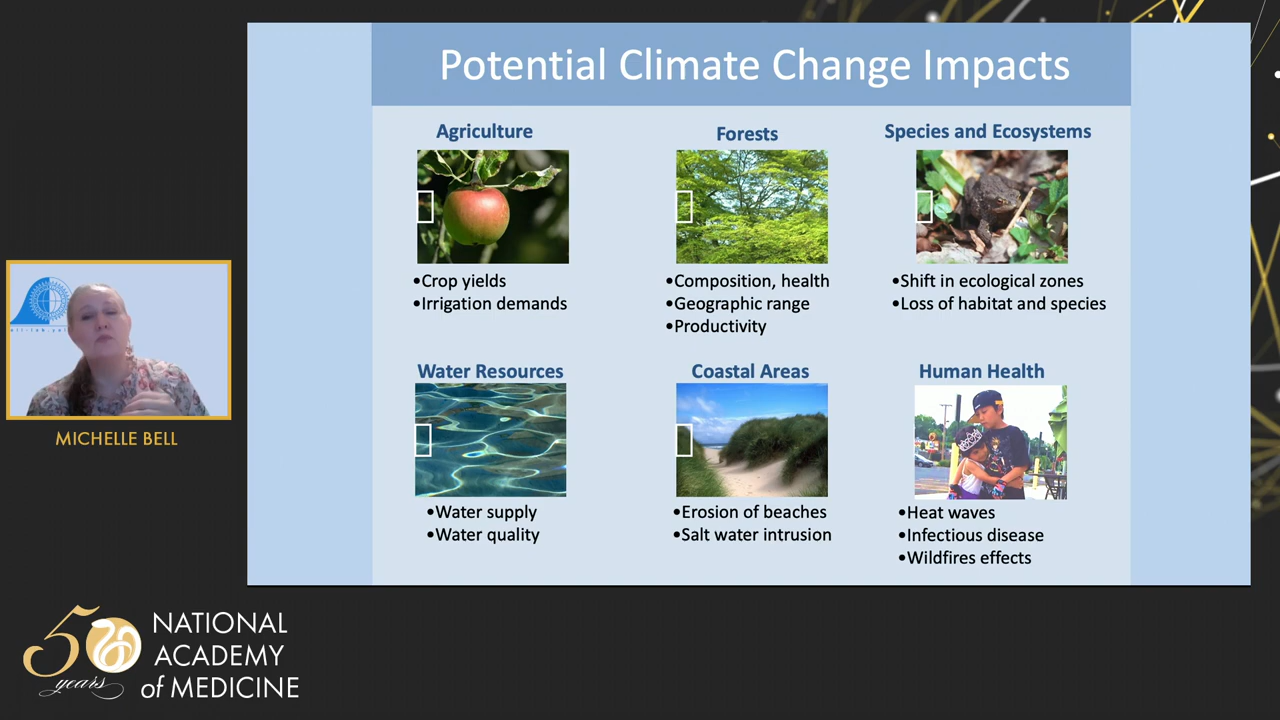 Potential Climate Change Impacts
Agriculture
•Crop yields
•Irrigation demands
Forests
•Composition, health
•Geographic range
•Productivity
Species and Ecosystems
•Shift in ecological zones
•Loss of habitat and species
Water Resources
•Water supply
•Water quality
Coastal Areas
•Erosion of beaches
•Salt water intrusion
Human Health
•Heat waves
•Infectious disease
•Wildfires effects
MICHELLE BELL
50
years
NATIONAL
ACADEMY
of MEDICINE